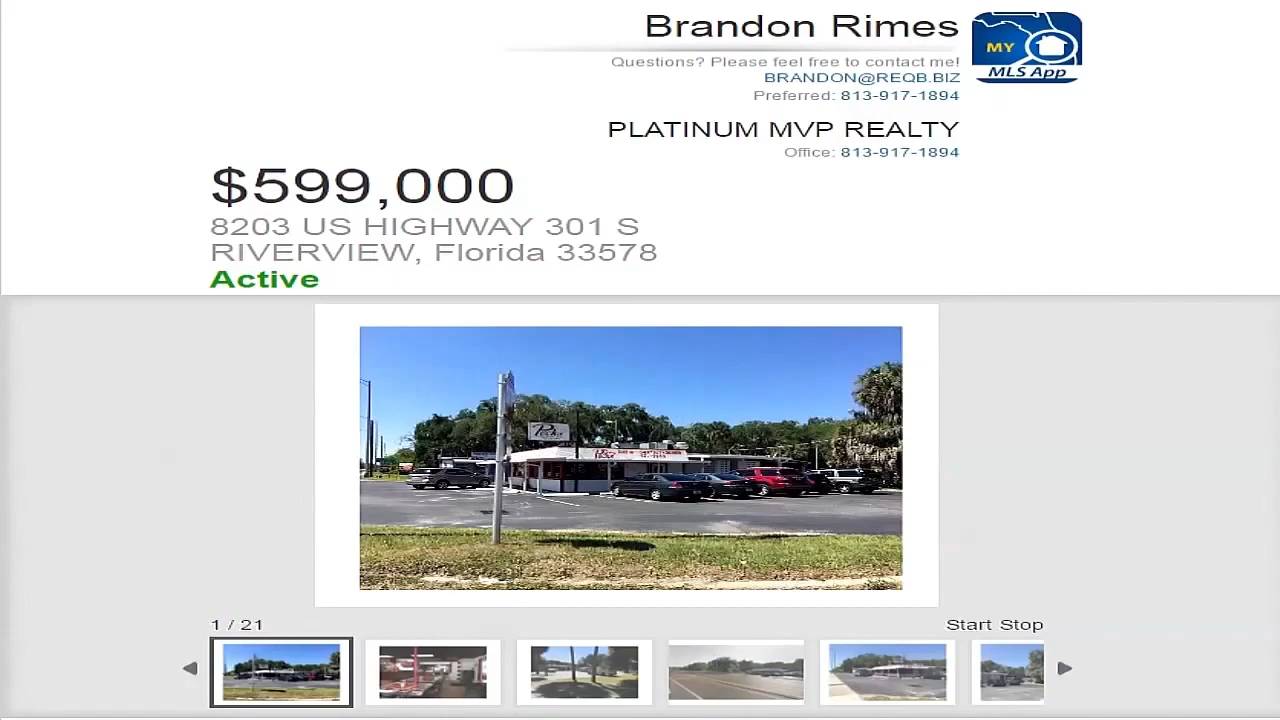 Brandon Rimes
MY
MLS App
Questions? Please feel free to contact me!
BRANDON@REQB.BIZ
Preferred: 813-917-1894
PLATINUM MVP REALTY
Office: 813-917-1894
$599,000
8203 US HIGHWAY 301 S
RIVERVIEW, Florida 33578
Active
1 / 21
Start Stop